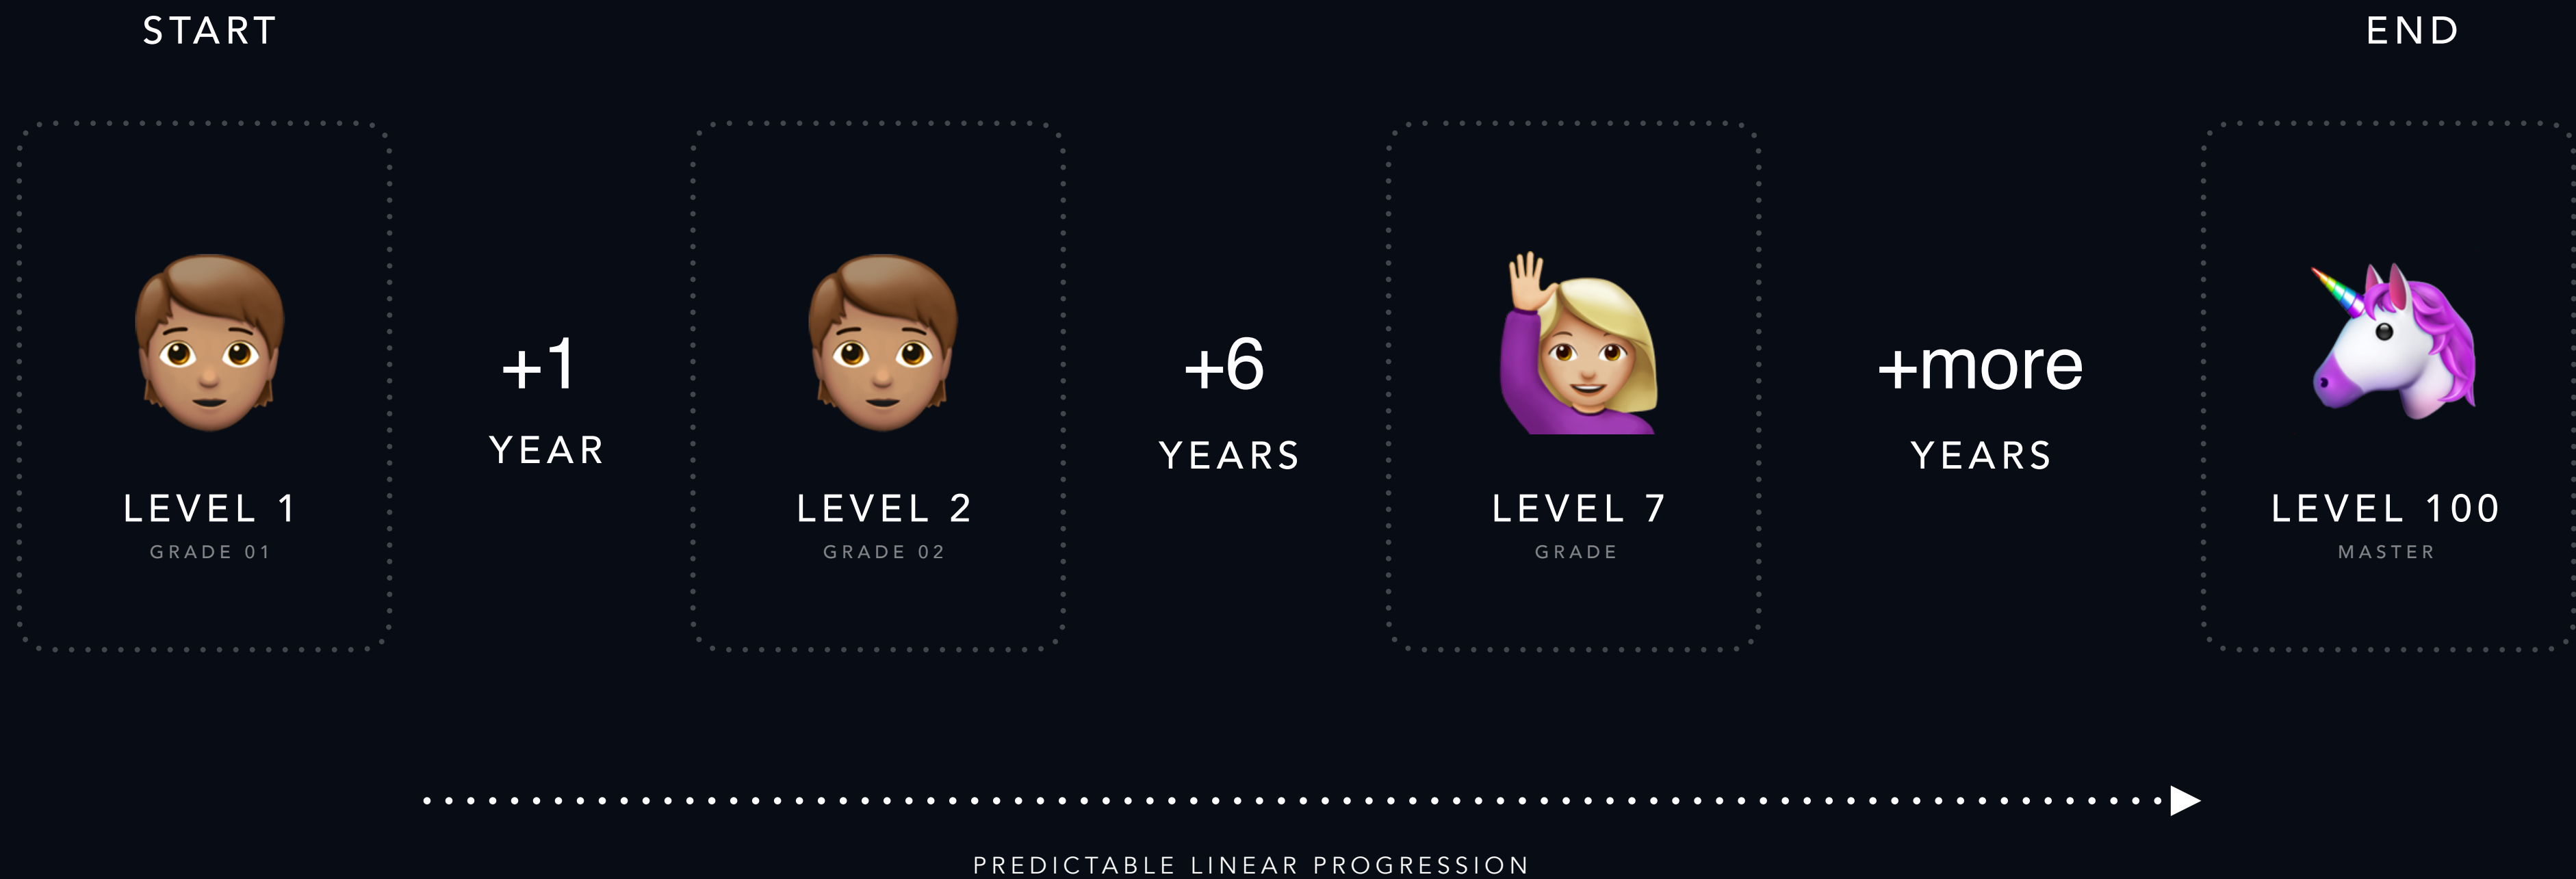 START
END
+1
YEAR
+6
YEARS
+more
YEARS
LEVEL 1
GRADE 01
LEVEL 2
GRADE 02
LEVEL 7
GRADE
LEVEL 100
MASTER
PREDICTABLE LINEAR PROGRESSION